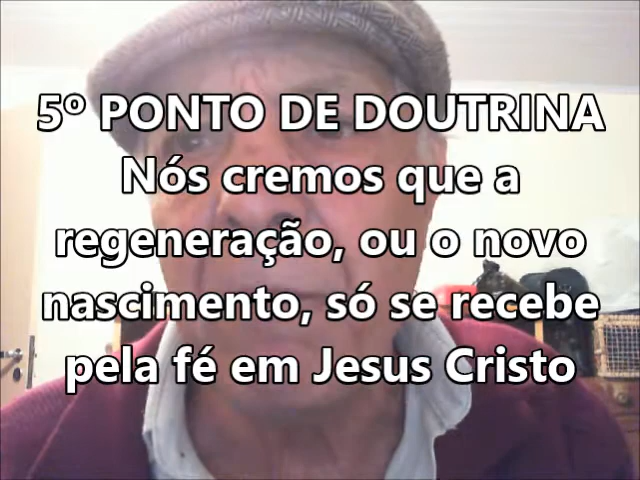 5º PONTO DE DOUTRINA
Nós cremos que a
regeneração, ou o novo
nascimento, só se recebe
pela fé em Jesus Cristo